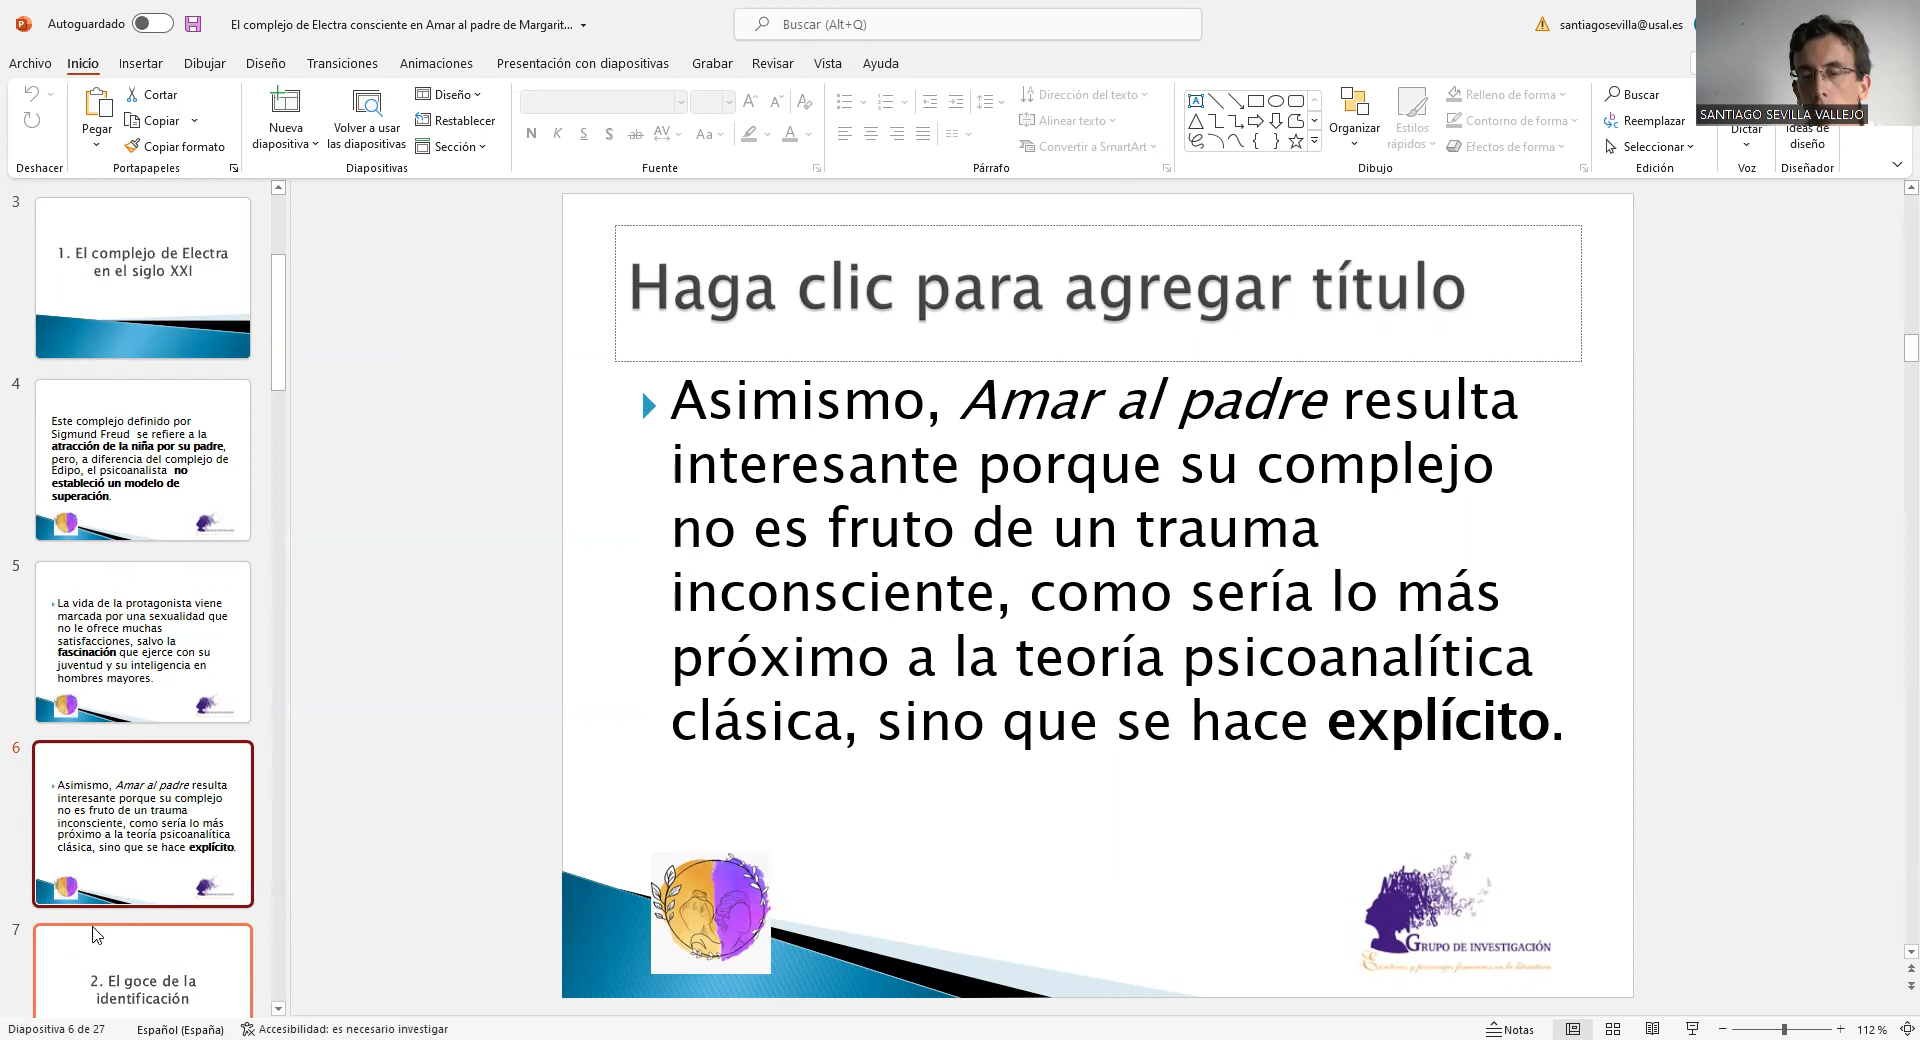 Autoguardado
El complejo de Electra consciente en Amar al padre de Margarit...
Buscar (Alt+Q)
santiagosevilla@usal.es
SANTIAGO SEVILLA VALLEJO
Archivo Inicio Insertar Dibujar Diseño Transiciones Animaciones Presentación con diapositivas Grabar Revisar Vista Ayuda
Pegar
Cortar
Copiar
Copiar formato
Nueva
diapositiva
Volver a usar
las diapositivas
Diseño
Restablecer
Sección
N K S S ab AV Aa A
Dirección del texto
Alinear texto
Convertir a SmartArt
Organizar
Estilos
rápidos
Relleno de forma
Contorno de forma
Efectos de forma
Buscar
Reemplazar
Seleccionar
Dictar
Ideas de
diseño
Deshacer Portapapeles Diapositivas Fuente Párrafo Dibujo Edición Voz Diseñador
3
1. El complejo de Electra
en el siglo XXI
4
Este complejo definido por
Sigmund Freud se refiere a la
atracción de la niña por su padre,
pero, a diferencia del complejo de
Edipo, el psicoanalista no
estableció un modelo de
superación.
5
La vida de la protagonista viene
marcada por una sexualidad que
no le ofrece muchas
satisfacciones, salvo la
fascinación que ejerce con su
juventud y su inteligencia en
hombres mayores.
6
Asimismo, Amar al padre resulta
interesante porque su complejo
no es fruto de un trauma
inconsciente, como sería lo más
próximo a la teoría psicoanalítica
clásica, sino que se hace explícito.
7
2. El goce de la
identificación
Haga clic para agregar título
Asimismo, Amar al padre resulta
interesante porque su complejo
no es fruto de un trauma
inconsciente, como sería lo más
próximo a la teoría psicoanalítica
clásica, sino que se hace explícito.
GRUPO DE INVESTIGACIÓN
Escritoras y personajes femeninos en la literatura
Diapositiva 6 de 27
Español (España)
Accesibilidad: es necesario investigar
Notas
112 %